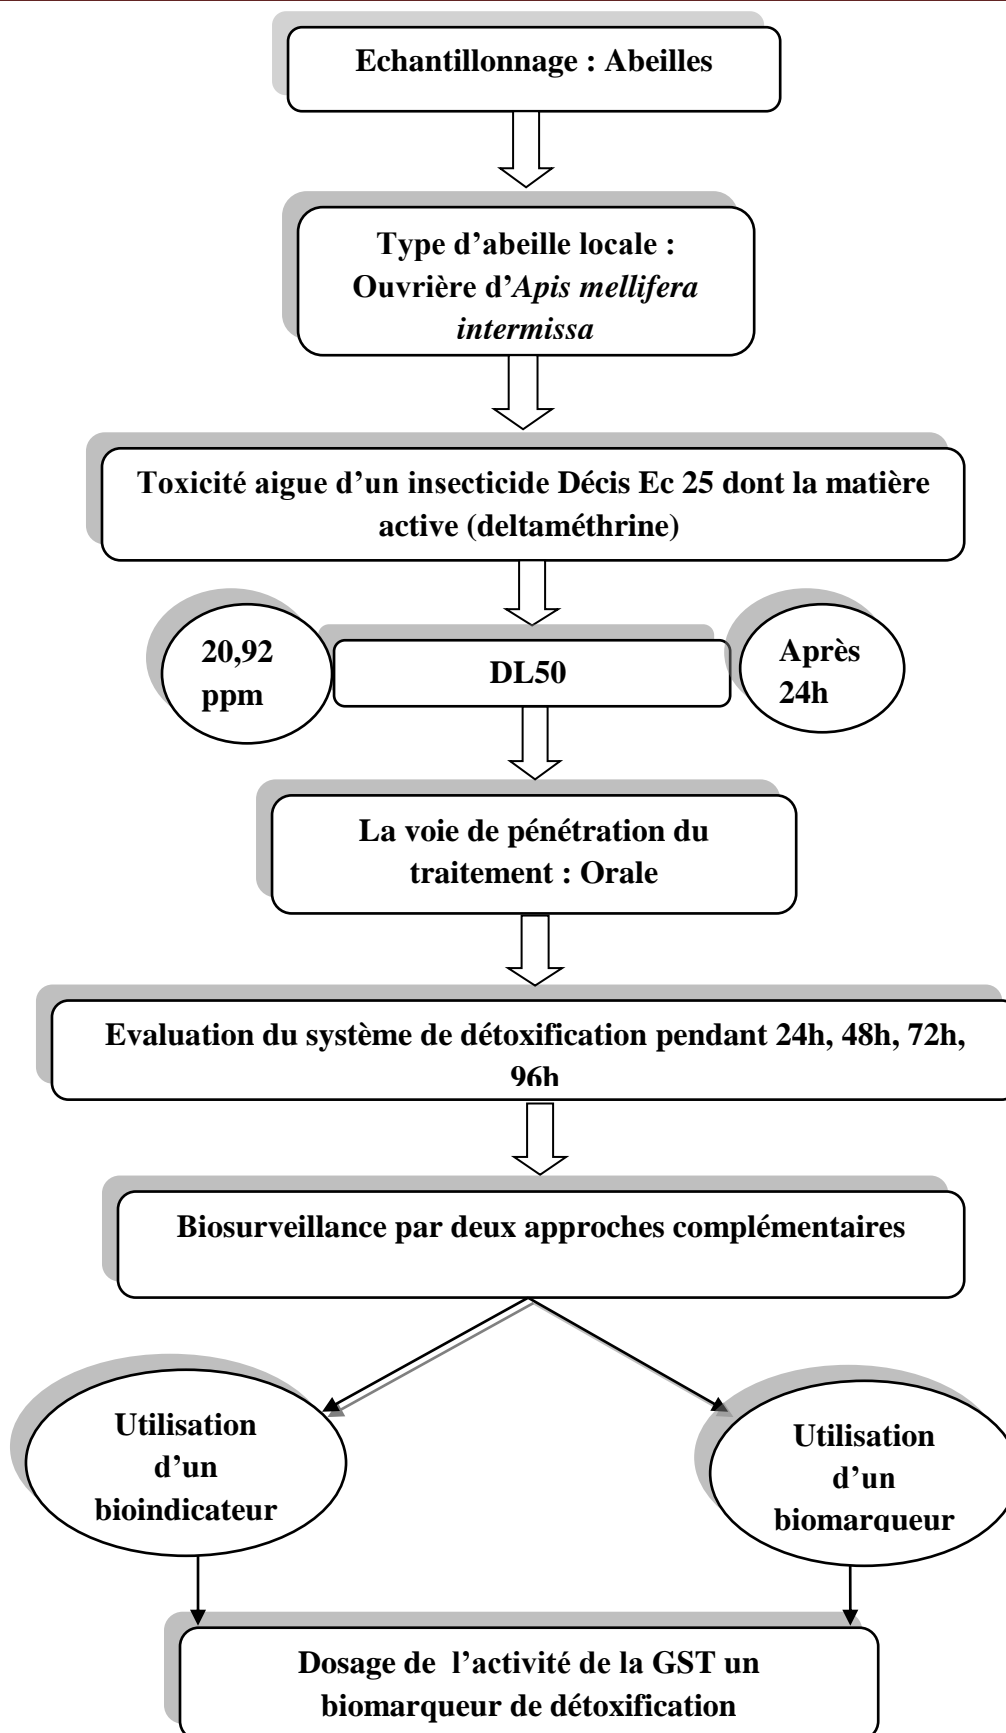 Echantillonnage : Abeilles
Type d’abeille locale :
Ouvrière d’Apis mellifera
intermissa
Toxicité aigue d’un insecticide Décis Ec 25 dont la matière
active (deltaméthrine)
20,92
ppm
DL50
Après
24h
La voie de pénétration du
traitement : Orale
Evaluation du système de détoxification pendant 24h, 48h, 72h,
96h
Biosurveillance par deux approches complémentaires
Utilisation
d’un
bioindicateur
Utilisation
d’un
biomarqueur
Dosage de  l’activité de la GST un
biomarqueur de détoxification